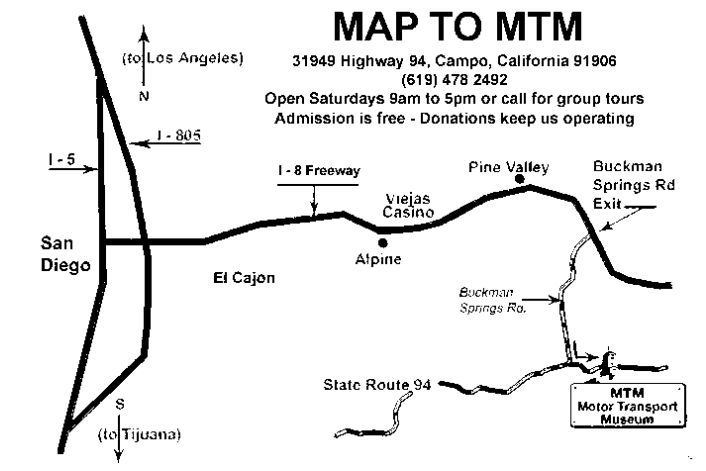 MAP TO MTM
31949 Highway 94, Campo, California 91906
(619) 478 2492
Open Saturdays 9am to 5pm or call for group tours
Admission is free - Donations keep us operating
(to Los Angeles)
N
I - 805
I - 5
I - 8 Freeway
Pine Valley
Buckman
Springs Rd
Exit
Viejas
Casino
San
Diego
Alpine
El Cajon
Buckman
Springs Rd.
State Route 94
MTM
Motor Transport
Museum
S
(to Tijuana)